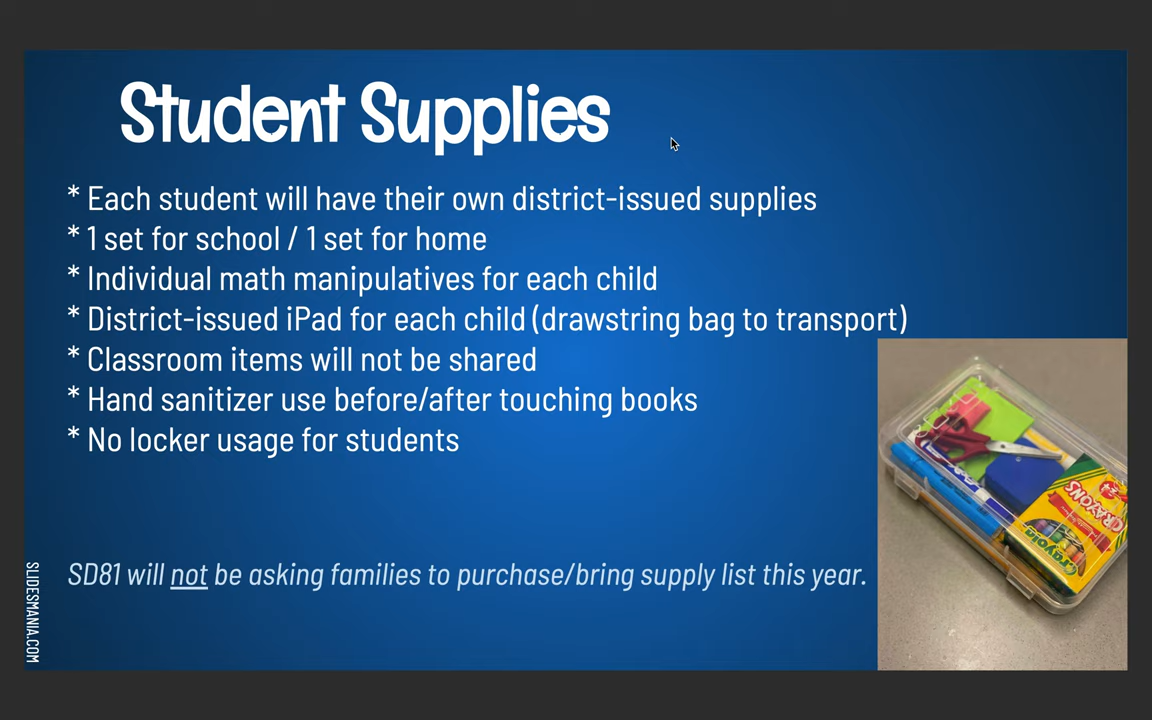 Student Supplies
* Each student will have their own district-issued supplies
* 1 set for school / 1 set for home
* Individual math manipulatives for each child
* District-issued iPad for each child (drawstring bag to transport)
* Classroom items will not be shared
* Hand sanitizer use before/after touching books
* No locker usage for students
SD81 will not be asking families to purchase/bring supply list this year.
SLIDESMANIA.COM
CRAYONS
Crayola